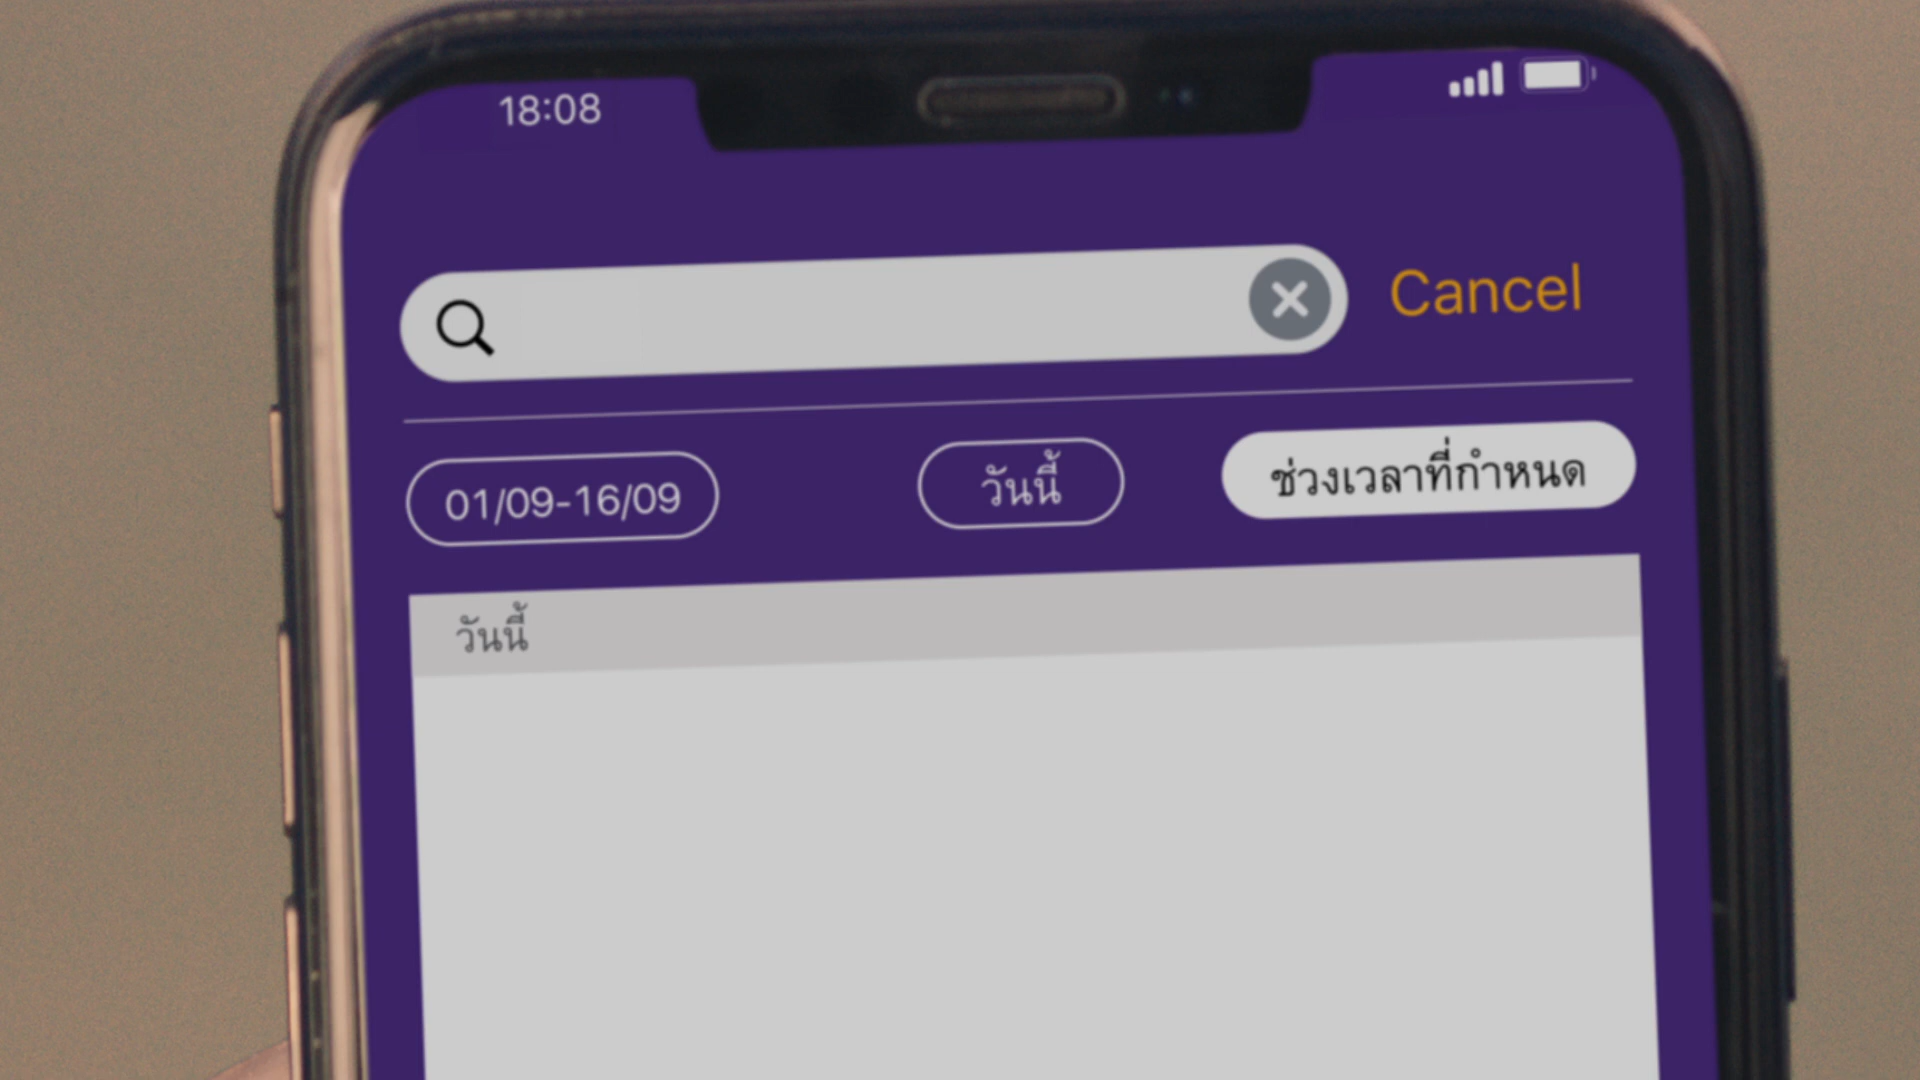 18:08
Cancel
01/09-16/09
วันนี้
ช่วงเวลาที่กำหนด
วันนี้